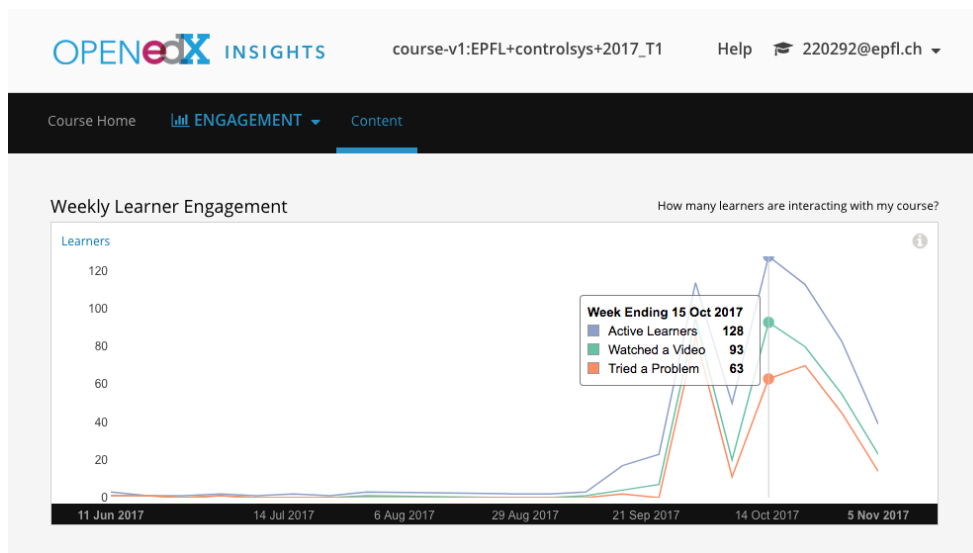 OPENedX INSIGHTS course-v1:EPFL+controlsys+2017_T1 Help 220292@epfl.ch
Course Home ENGAGEMENT Content
Weekly Learner Engagement How many learners are interacting with my course?
Learners
120
100
80
60
40
20
0
Week Ending 15 Oct 2017
Active Learners 128
Watched a Video 93
Tried a Problem 63
11 Jun 2017 14 Jul 2017 6 Aug 2017 29 Aug 2017 21 Sep 2017 14 Oct 2017 5 Nov 2017